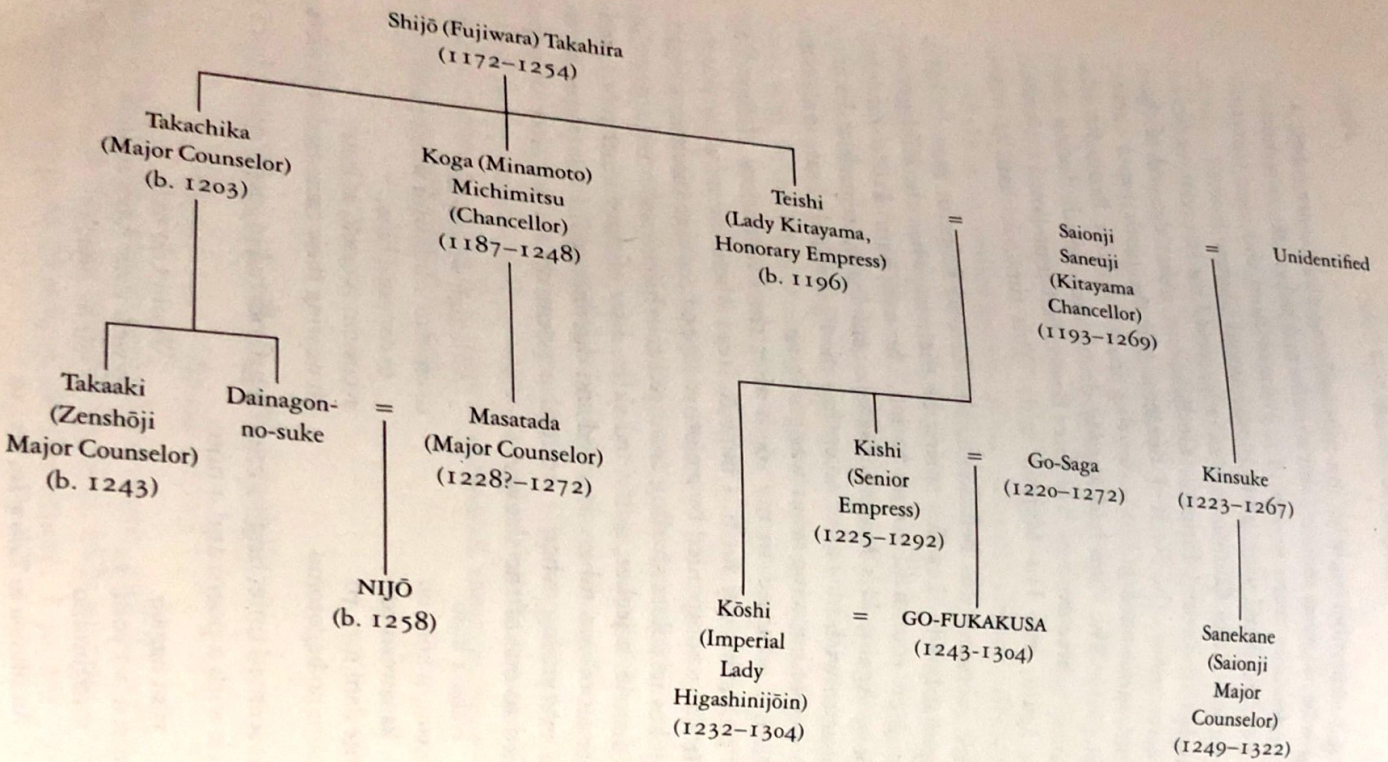 Shijō (Fujiwara) Takahira
(1172–1254)
Takachika
(Major Counselor)
(b. 1203)
Koga (Minamoto)
Michimitsu
(Chancellor)
(1187–1248)
Teishi
(Lady Kitayama,
Honorary Empress)
(b. 1196)
=
Saionji
Saneuji
(Kitayama
Chancellor)
(1193–1269)
=
Unidentified
Takaaki
(Zenshōji
Major Counselor)
(b. 1243)
Dainagon-
no-suke
=
Masatada
(Major Counselor)
(1228?–1272)
Kishi
(Senior
Empress)
(1225–1292)
=
Go-Saga
(1220–1272)
Kinsuke
(1223–1267)
NIJŌ
(b. 1258)
Kōshi
(Imperial
Lady
Higashinijōin)
(1232–1304)
=
GO-FUKAKUSA
(1243-1304)
Sanekane
(Saionji
Major
Counselor)
(1249–1322)